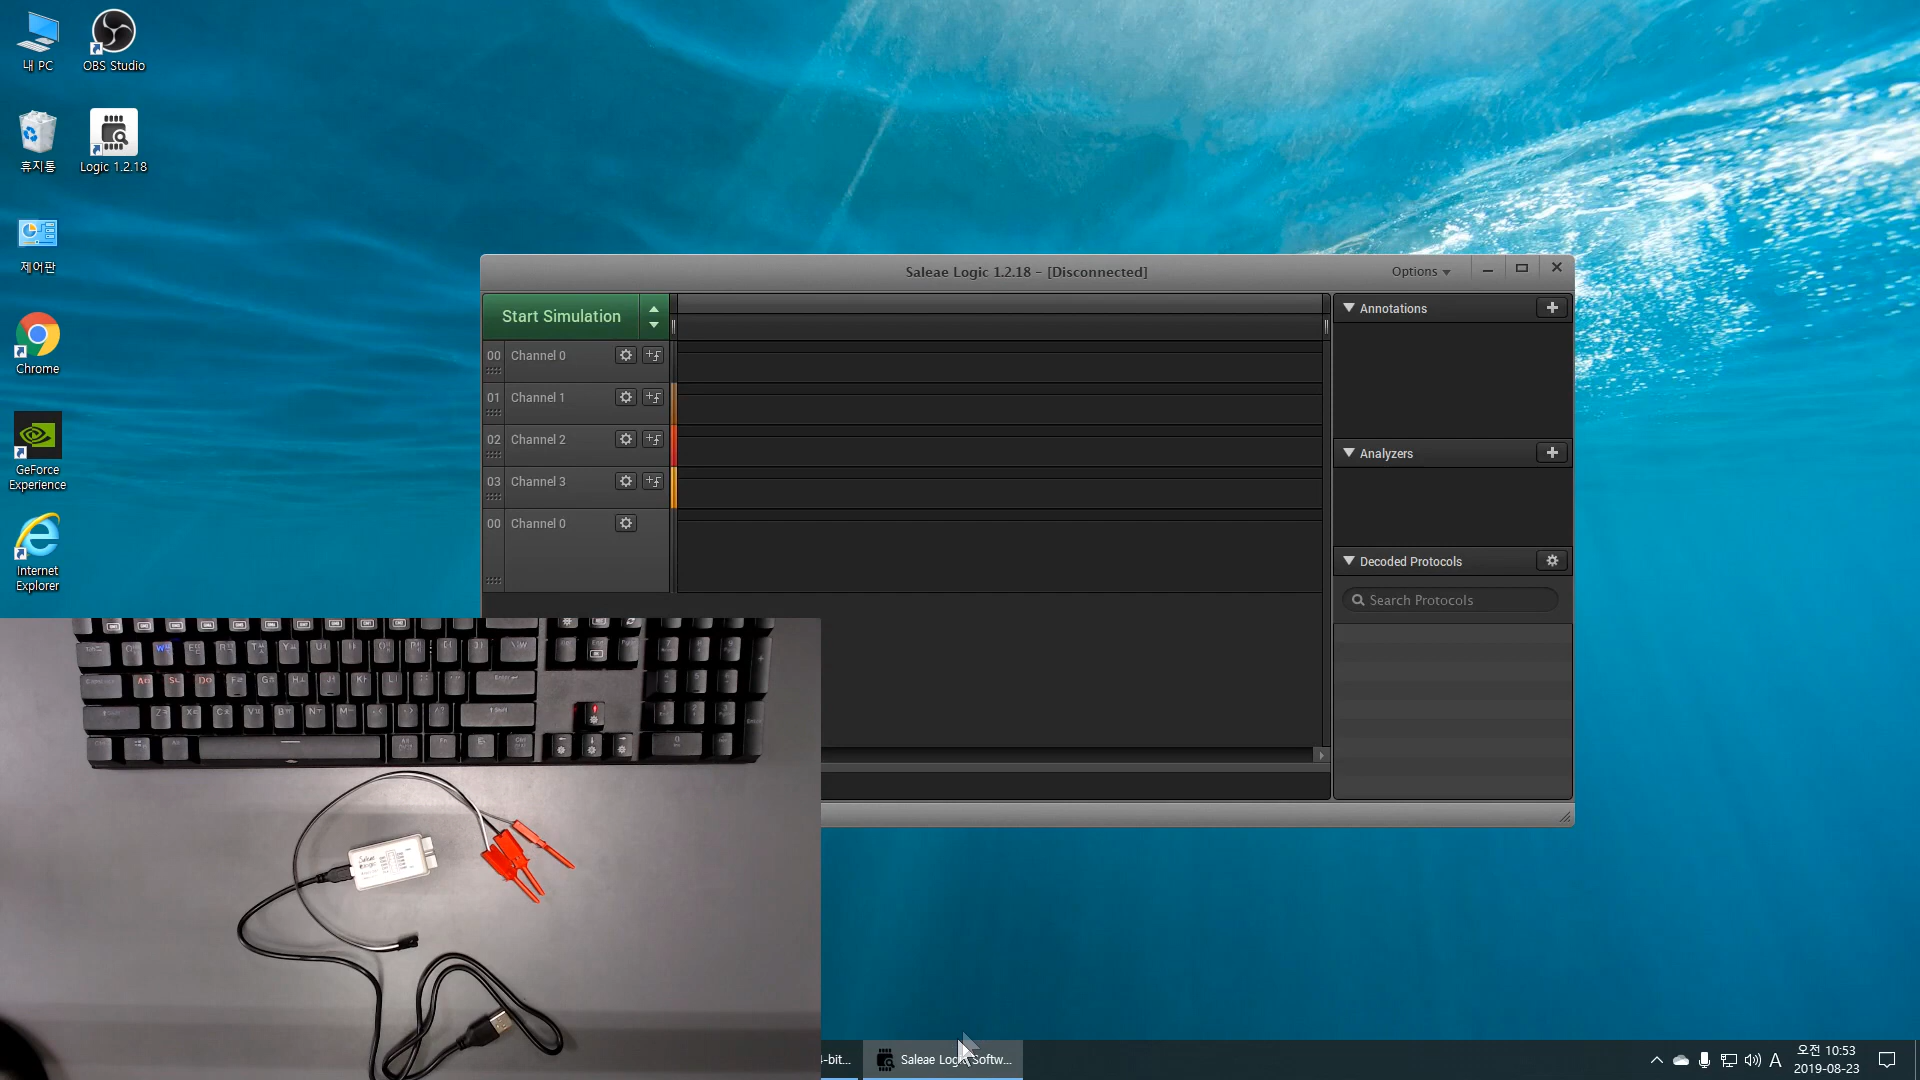 내 PC
OBS Studio
휴지통
Logic 1.2.18
제어판
Chrome
GeForce
Experience
Internet
Explorer
Saleae Logic 1.2.18 - [Disconnected]
Options
Start Simulation
00 Channel 0
01 Channel 1
02 Channel 2
03 Channel 3
00 Channel 0
Annotations
Analyzers
Decoded Protocols
Search Protocols
4-bit...
Saleae Logic Softw...
A
오전 10:53
2019-08-23